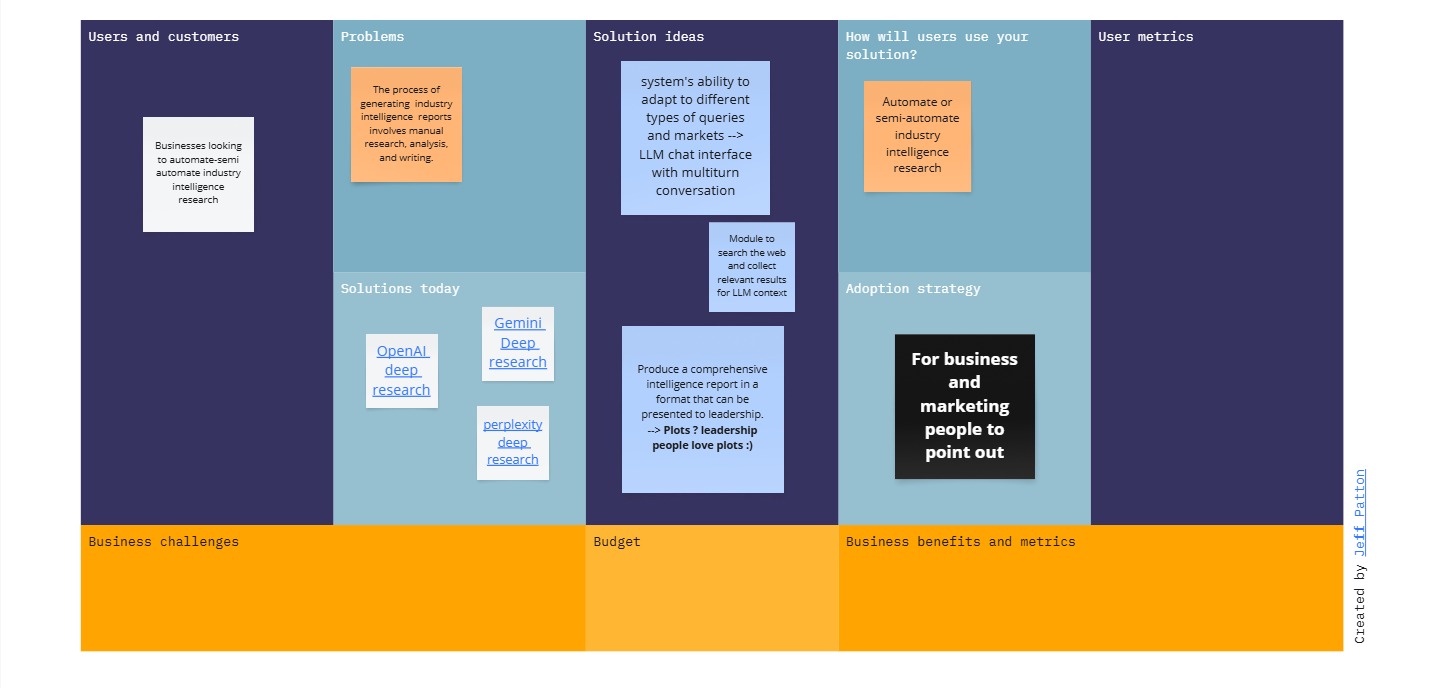 Users and customers
Businesses looking
to automate-semi
automate industry
intelligence
research
Problems
The process of
generating industry
intelligence reports
involves manual
research, analysis,
and writing.
Solutions today
OpenAI
deep
research
Gemini
Deep
research
perplexity
deep
research
Solution ideas
system's ability to
adapt to different
types of queries
and markets -->
LLM chat interface
with multiturn
conversation
Module to
search the web
and collect
relevant results
for LLM context
Produce a comprehensive
intelligence report in a
format that can be
presented to leadership.
--> Plots ? leadership
people love plots :)
How will users use your
solution?
Automate or
semi-automate
industry
intelligence
research
Adoption strategy
For business
and
marketing
people to
point out
User metrics
Business challenges
Budget
Business benefits and metrics
Created by Jeff Patton